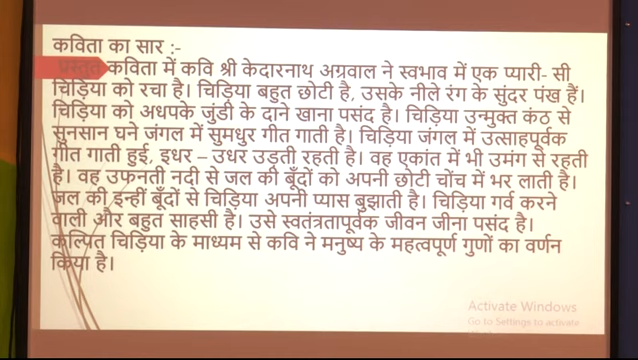 कविता का सार :-
प्रस्तुत कविता में कवि श्री केदारनाथ अग्रवाल ने स्वभाव में एक प्यारी- सी
चिड़िया को रचा है। चिड़िया बहुत छोटी है, उसके नीले रंग के सुंदर पंख हैं।
चिड़िया को अधपके जुंडी के दाने खाना पसंद है। चिड़िया उन्मुक्त कंठ से
सुनसान घने जंगल में सुमधुर गीत गाती है। चिड़िया जंगल में उत्साहपूर्वक
गीत गाती हुई, इधर – उधर उड़ती रहती है। वह एकांत में भी उमंग से रहती
है। वह उफनती नदी से जल की बूँदों को अपनी छोटी चोंच में भर लाती है।
जल की इन्हीं बूँदों से चिड़िया अपनी प्यास बुझाती है। चिड़िया गर्व करने
वाली और बहुत साहसी है। उसे स्वतंत्रतापूर्वक जीवन जीना पसंद है।
कल्पित चिड़िया के माध्यम से कवि ने मनुष्य के महत्वपूर्ण गुणों का वर्णन
किया है।
Activate Windows
Go to Settings to activate